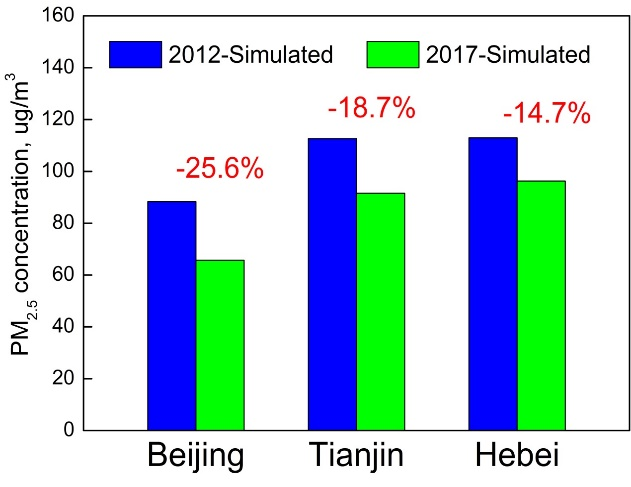 160
140
120
100
80
60
40
20
0
PM2.5 concentration, ug/m3
2012-Simulated
2017-Simulated
-25.6%
-18.7%
-14.7%
Beijing
Tianjin
Hebei